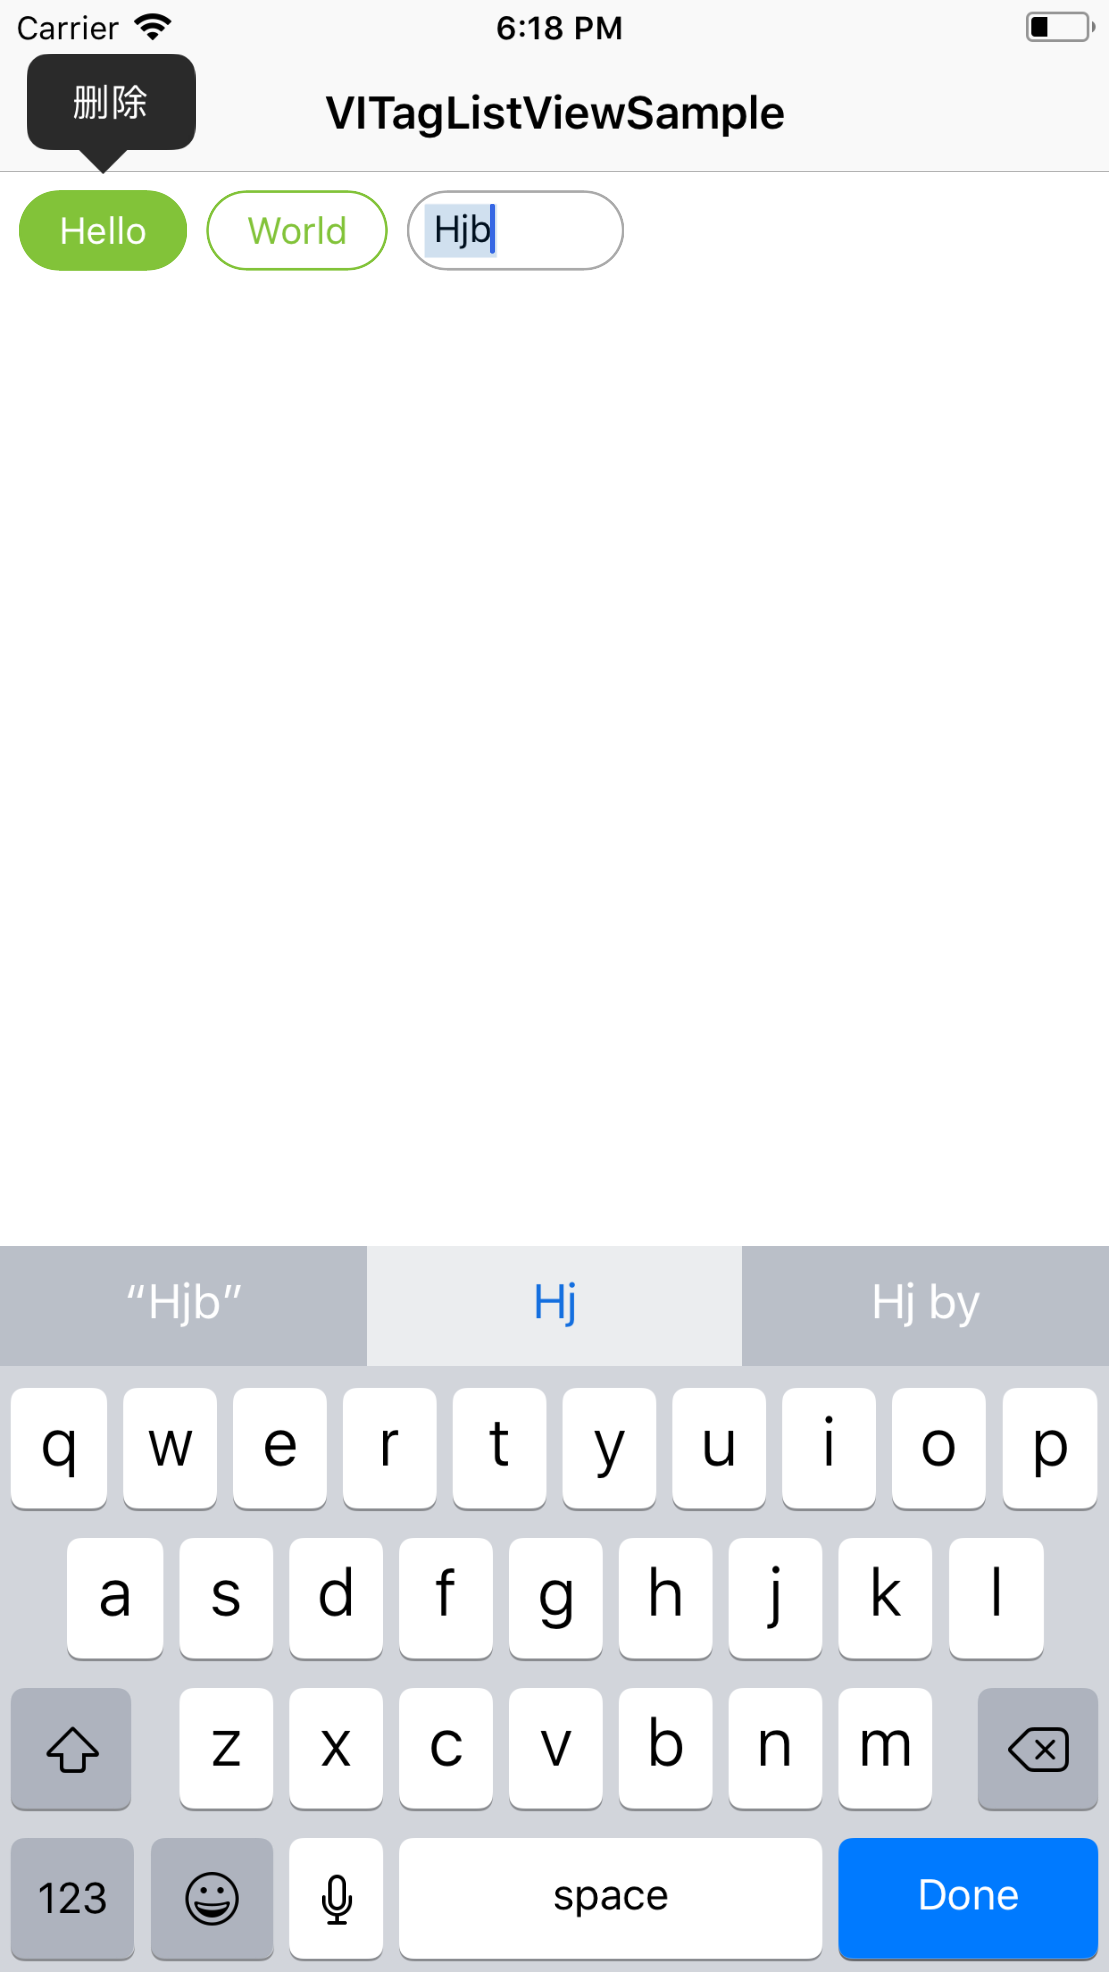 Carrier 6:18 PM
删除
VITagListViewSample
Hello World Hjb
“Hjb” Hj Hj by
q w e r t y u i o p
a s d f g h j k l
z x c v b n m
123 space Done